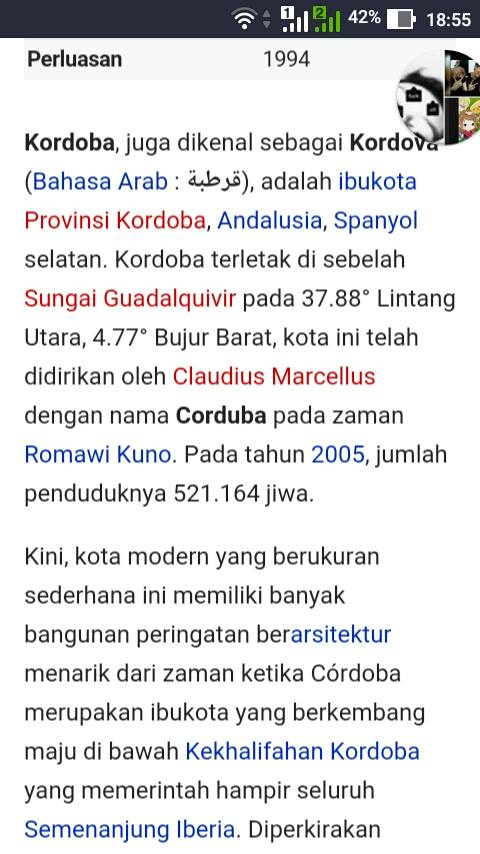 1 2 42% 18:55
Perluasan 1994
Kordoba, juga dikenal sebagai Kordova
(Bahasa Arab : قرطبة), adalah ibukota
Provinsi Kordoba, Andalusia, Spanyol
selatan. Kordoba terletak di sebelah
Sungai Guadalquivir pada 37.88° Lintang
Utara, 4.77° Bujur Barat, kota ini telah
didirikan oleh Claudius Marcellus
dengan nama Corduba pada zaman
Romawi Kuno. Pada tahun 2005, jumlah
penduduknya 521.164 jiwa.
Kini, kota modern yang berukuran
sederhana ini memiliki banyak
bangunan peringatan berarsitektur
menarik dari zaman ketika Córdoba
merupakan ibukota yang berkembang
maju di bawah Kekhalifahan Kordoba
yang memerintah hampir seluruh
Semenanjung Iberia. Diperkirakan